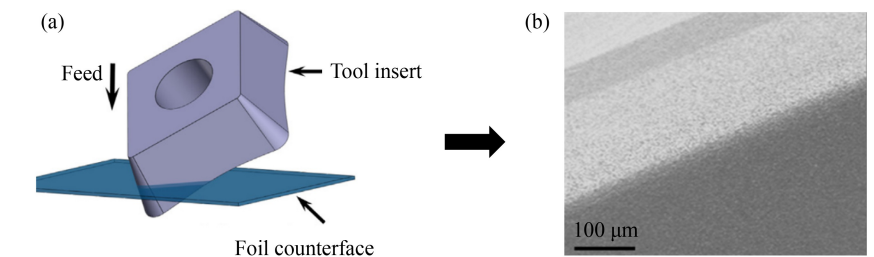 (a)
Feed
Tool insert
Foil counterface
(b)
100 μm